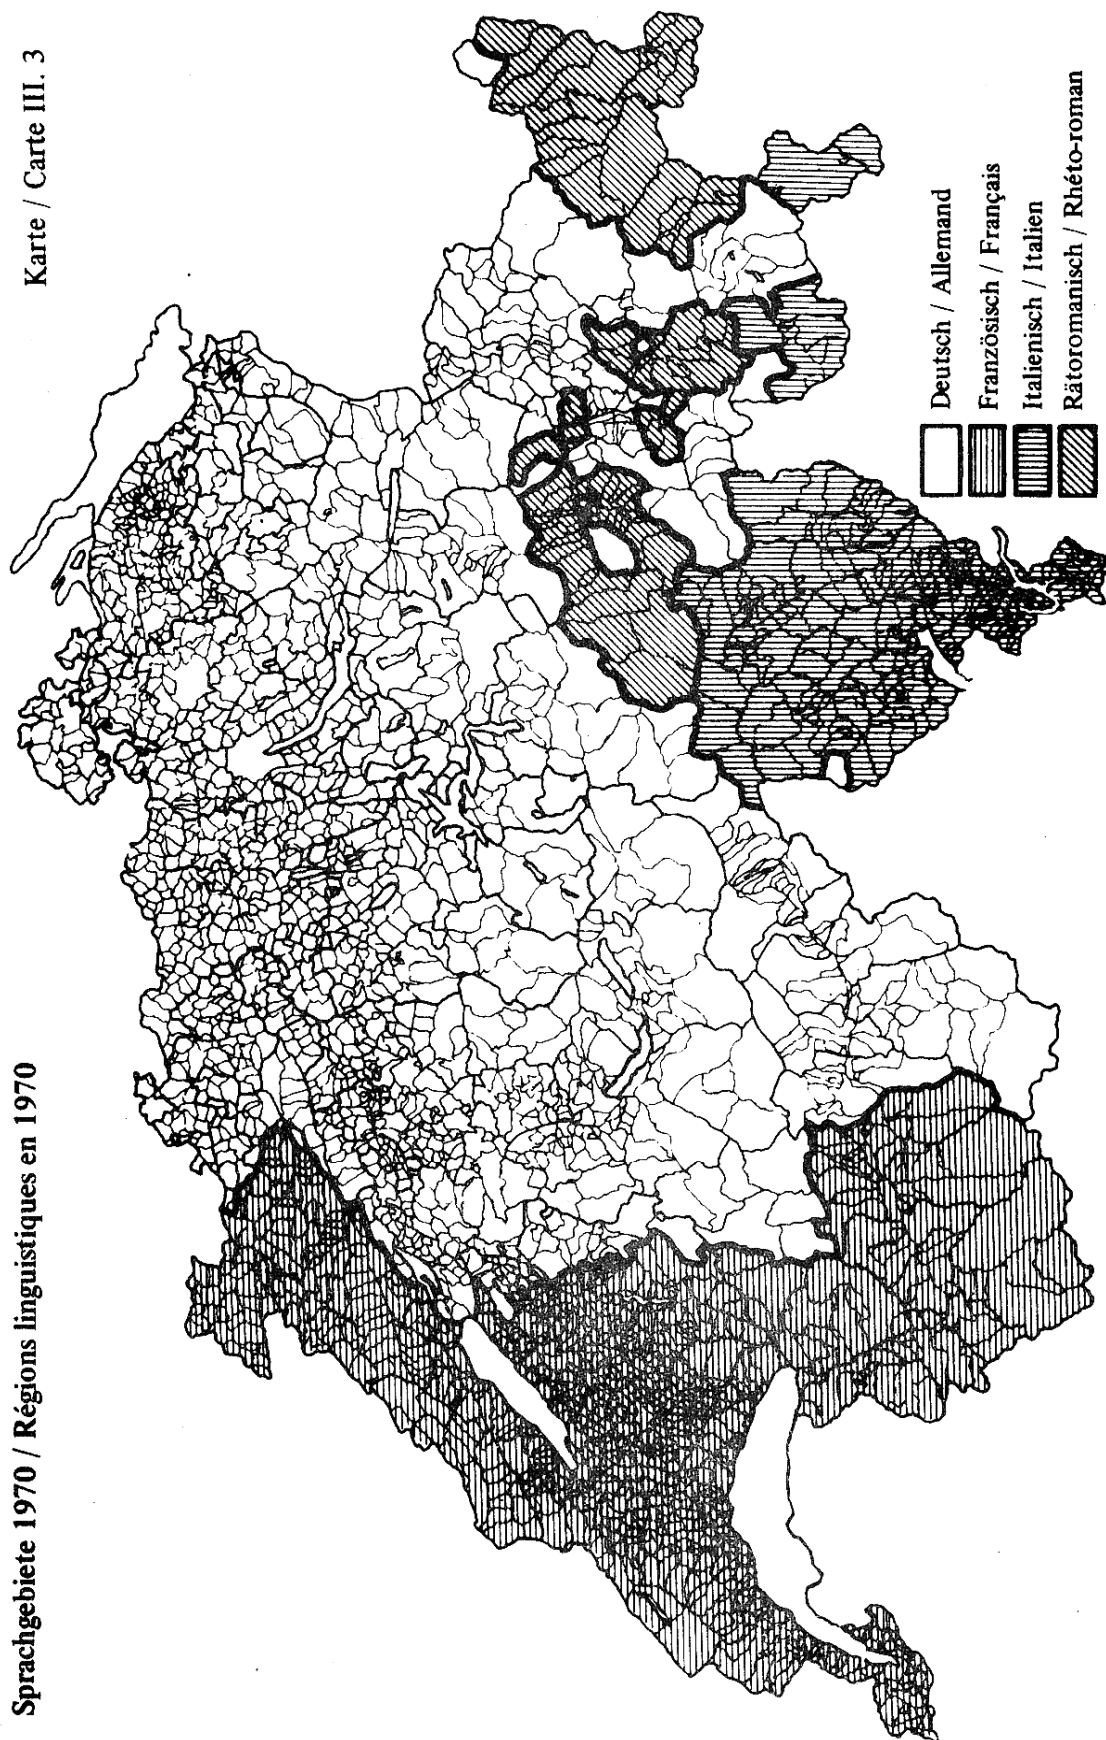 Sprachgebiete 1970 / Régions linguistiques en 1970
Karte / Carte III. 3
Deutsch / Allemand
Französisch / Français
Italienisch / Italien
Rätoromanisch / Rhéto-roman